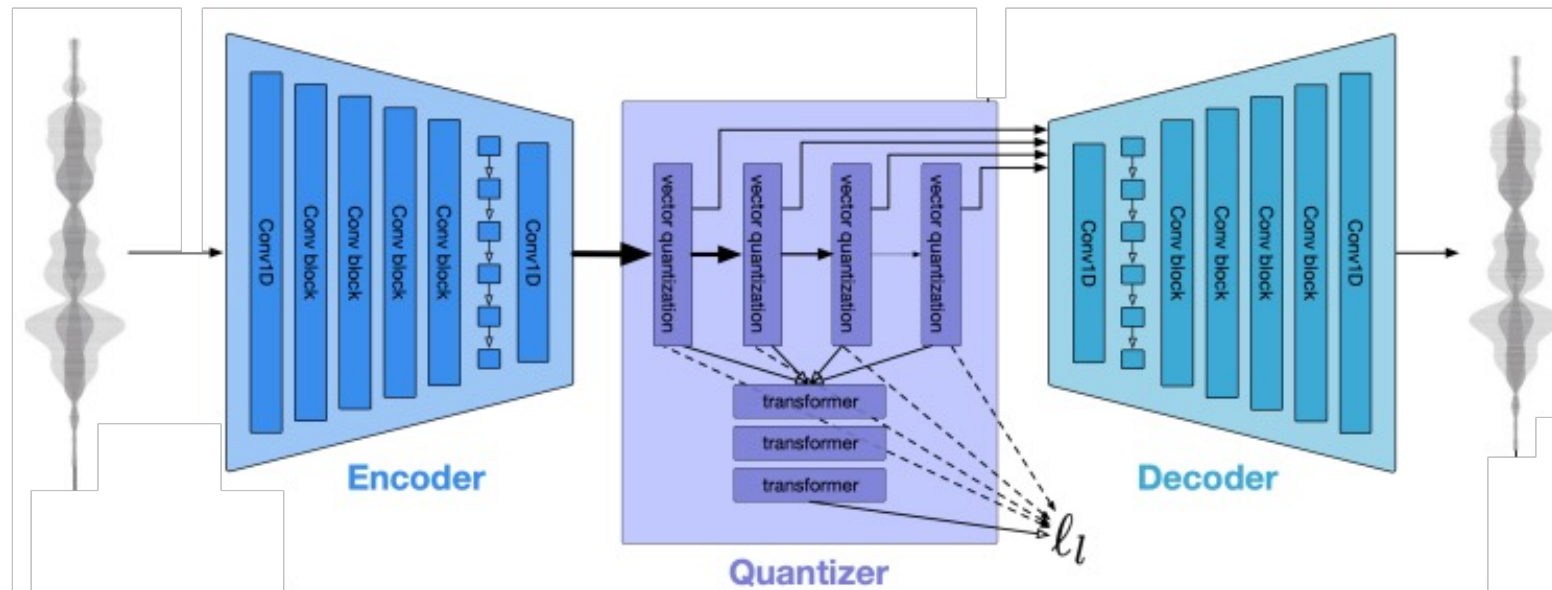 Conv1D
Conv block
Conv block
Conv block
Conv block
Conv1D
Encoder
vector quantization
vector quantization
vector quantization
vector quantization
transformer
transformer
transformer
Quantizer
ℓ_l
Conv1D
Conv block
Conv block
Conv block
Conv block
Conv1D
Decoder